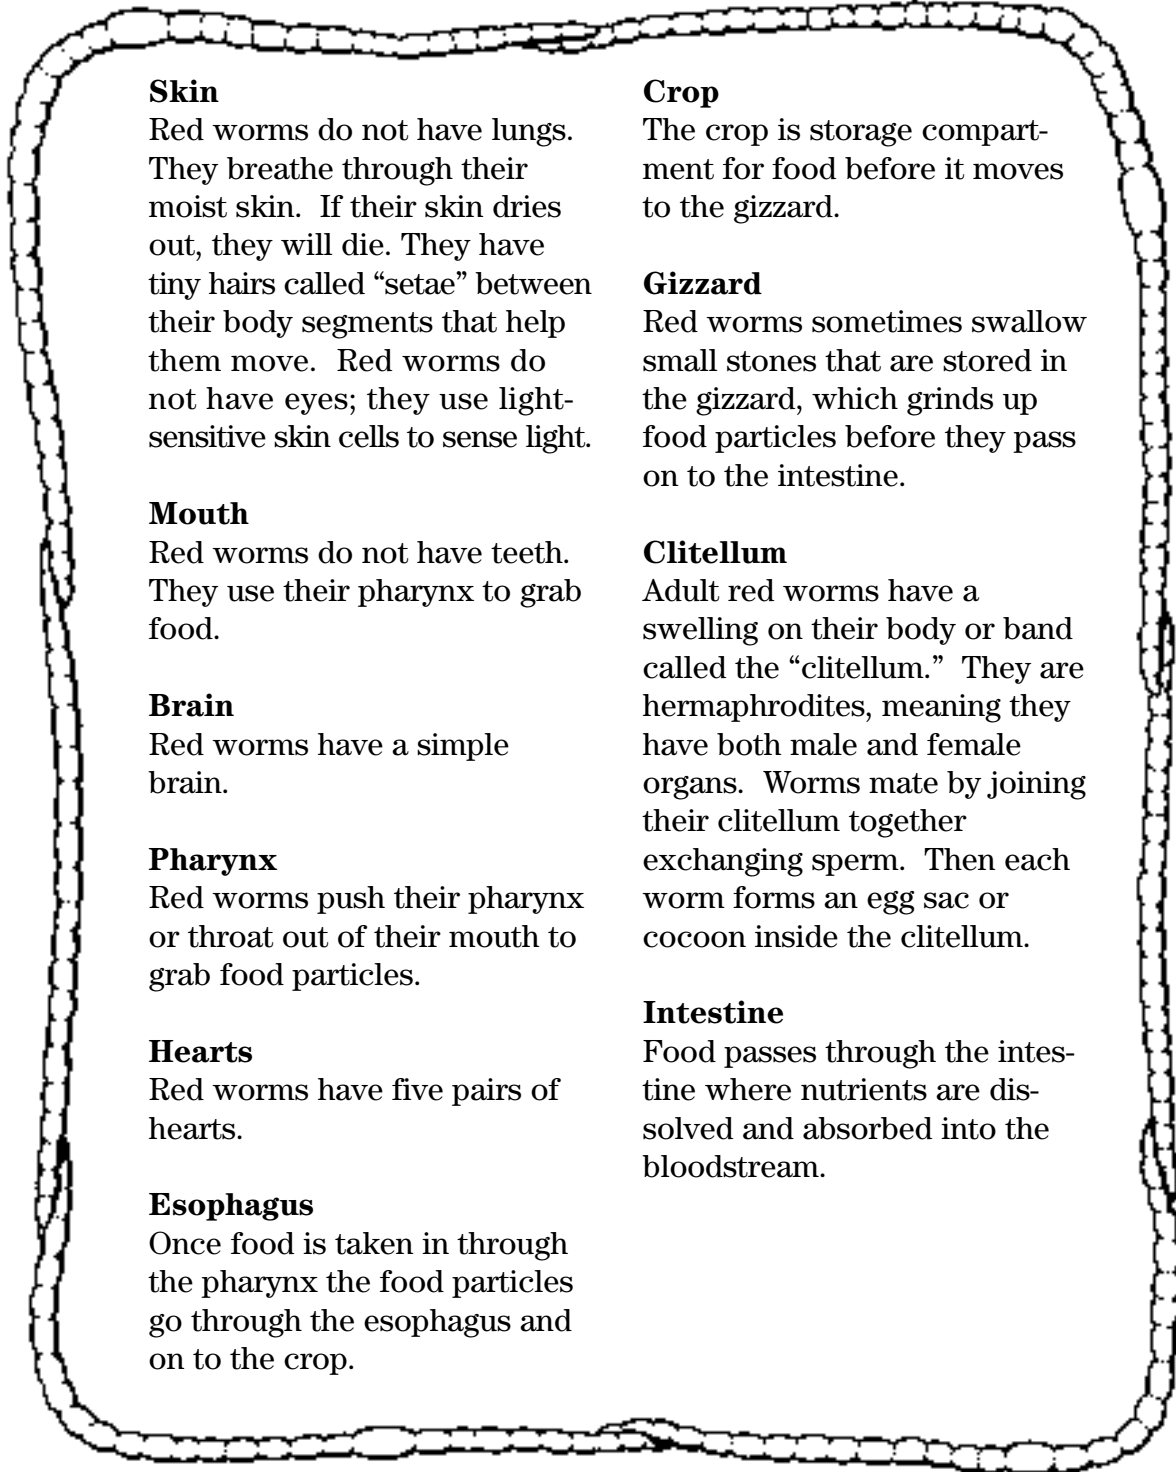 Skin
Red worms do not have lungs.
They breathe through their
moist skin.  If their skin dries
out, they will die. They have
tiny hairs called “setae” between
their body segments that help
them move.  Red worms do
not have eyes; they use light-
sensitive skin cells to sense light.
Mouth
Red worms do not have teeth.
They use their pharynx to grab
food.
Brain
Red worms have a simple
brain.
Pharynx
Red worms push their pharynx
or throat out of their mouth to
grab food particles.
Hearts
Red worms have five pairs of
hearts.
Esophagus
Once food is taken in through
the pharynx the food particles
go through the esophagus and
on to the crop.
Crop
The crop is storage compart-
ment for food before it moves
to the gizzard.
Gizzard
Red worms sometimes swallow
small stones that are stored in
the gizzard, which grinds up
food particles before they pass
on to the intestine.
Clitellum
Adult red worms have a
swelling on their body or band
called the “clitellum.”  They are
hermaphrodites, meaning they
have both male and female
organs.  Worms mate by joining
their clitellum together
exchanging sperm.  Then each
worm forms an egg sac or
cocoon inside the clitellum.
Intestine
Food passes through the intes-
tine where nutrients are dis-
solved and absorbed into the
bloodstream.